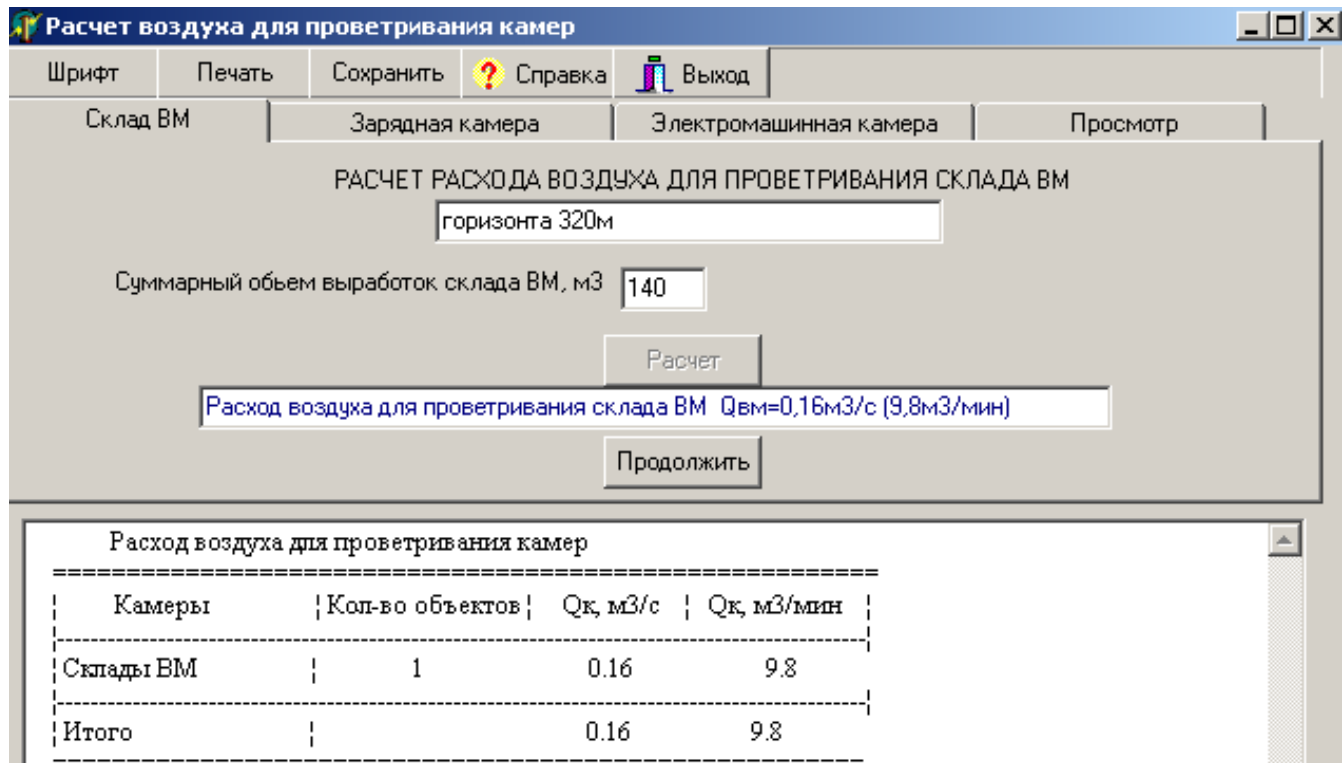 Расчет воздуха для проветривания камер
Шрифт Печать Сохранить ? Справка Выход
Склад ВМ Зарядная камера Электромашинная камера Просмотр
РАСЧЕТ РАСХОДА ВОЗДУХА ДЛЯ ПРОВЕТРИВАНИЯ СКЛАДА ВМ
горизонта 320м
Суммарный обьем выработок склада ВМ, м3 140
Расчет
Расход воздуха для проветривания склада ВМ Qвм=0,16м3/с (9,8м3/мин)
Продолжить
Расход воздуха для проветривания камер
Камеры Кол-во объектов Qк, м3/с Qк, м3/мин
Склады ВМ 1 0.16 9.8
Итого 0.16 9.8